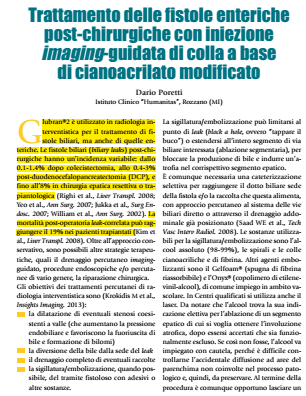 Trattamento delle fistole enteriche
post-chirurgiche con iniezione
imaging-guidata di colla a base
di cianoacrilato modificato
Dario Poretti
Istituto Clinico "Humanitas", Rozzano (MI)
Glubran®2 è utilizzato in radiologia in-
terventistica per il trattamento di fi-
stole biliari, ma anche di quelle en-
teriche. Le fistole biliari (biliary leaks) post-chi-
rurgiche hanno un'incidenza variabile: dallo
0.1-1.4% dopo colecistectomia, allo 0.4-3%
post-duodenocefalopancreatectomia (DCP), e
fino all'8% in chirurgia epatica resettiva o tra-
piantologica (Righi et al., Liver Transpl. 2008;
Yeo et al., Ann Surg. 2007; Sakka et al., Surg En-
dosc. 2007; William et al., Ann Surg. 2002). La
mortalità post-operatoria leak-correlata può rag-
giungere il 19% nei pazienti trapiantati (Kim et
al., Liver Transpl. 2008). Oltre all'approccio con-
servativo, sono possibili altre strategie terapeu-
tiche, quali il drenaggio percutaneo imaging-
guidato, procedure endoscopiche e/o percuta-
nee di vario genere, la riparazione chirurgica.
Gli obiettivi dei trattamenti percutanei di ra-
diologia interventistica sono (Krokidis M et al.,
Insights Imaging. 2013):
la dilatazione di eventuali stenosi coesi-
stenti a valle (che aumentano la pressione
endobiliare e favoriscono la fuoriuscita di
bile e formazione di bilomi)
la diversione della bile dalla sede del leak
il drenaggio completo di eventuali raccolte
la sigillatura/embolizzazione, quando pos-
sibile, del tramite fistoloso con adesivi o
altre sostanze.
La sigillatura/embolizzazione può limitarsi al
punto di leak (black a hole, ovvero "tappare il
buco") o estendersi all'intero segmento di via
biliare interessata (ablazione segmentaria), per
bloccare la produzione di bile e indurre un'a-
trofia nel corrispettivo segmento epatico.
È comunque necessaria una cateterizzazione
selettiva per raggiungere il dotto biliare sede
della fistola e/o la raccolta che questa alimenta,
con approccio percutaneo al sistema delle vie
biliari diretto o attraverso il drenaggio addo-
minale già posizionato (Saad WE et al., Tech
Vasc Interv Radiol. 2008). Le sostanze utilizza-
bili per la sigillatura/embolizzazione sono l'al-
cool assoluto (98-99%), le spirali e le colle
cianoacriliche e di fibrina. Altri agenti embo-
lizzanti sono il Gelfoam® (spugna di fibrina
riassorbibile) e l'Onyx® (copolimero di etilene-
vinil-alcool), di comune impiego in ambito va-
scolare. In Centri qualificati si utilizza anche il
laser. Da notare che l'alcool trova la sua indi-
cazione elettiva per l'ablazione di un segmento
epatico di cui si voglia ottenere l'involuzione
atrofica, dopo essersi accertati che sia funzio-
nalmente escluso. Se così non fosse, l'alcool va
impiegato con cautela, perché è difficile con-
trollarne l'accidentale diffusione ad aree del
parenchima non coinvolte nel processo pato-
logico e, quindi, da preservare. Al termine della
procedura è comunque opportuno lasciare un